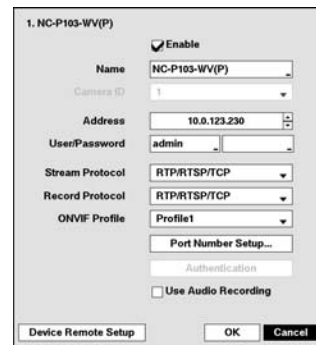 1. NC-P103-WV(P)
Enable
Name NC-P103-WV(P)
Camera ID 1
Address 10.0.123.230
User/Password admin
Stream Protocol RTP/RTSP/TCP
Record Protocol RTP/RTSP/TCP
ONVIF Profile Profile1
Port Number Setup...
Authentication
Use Audio Recording
Device Remote Setup OK Cancel